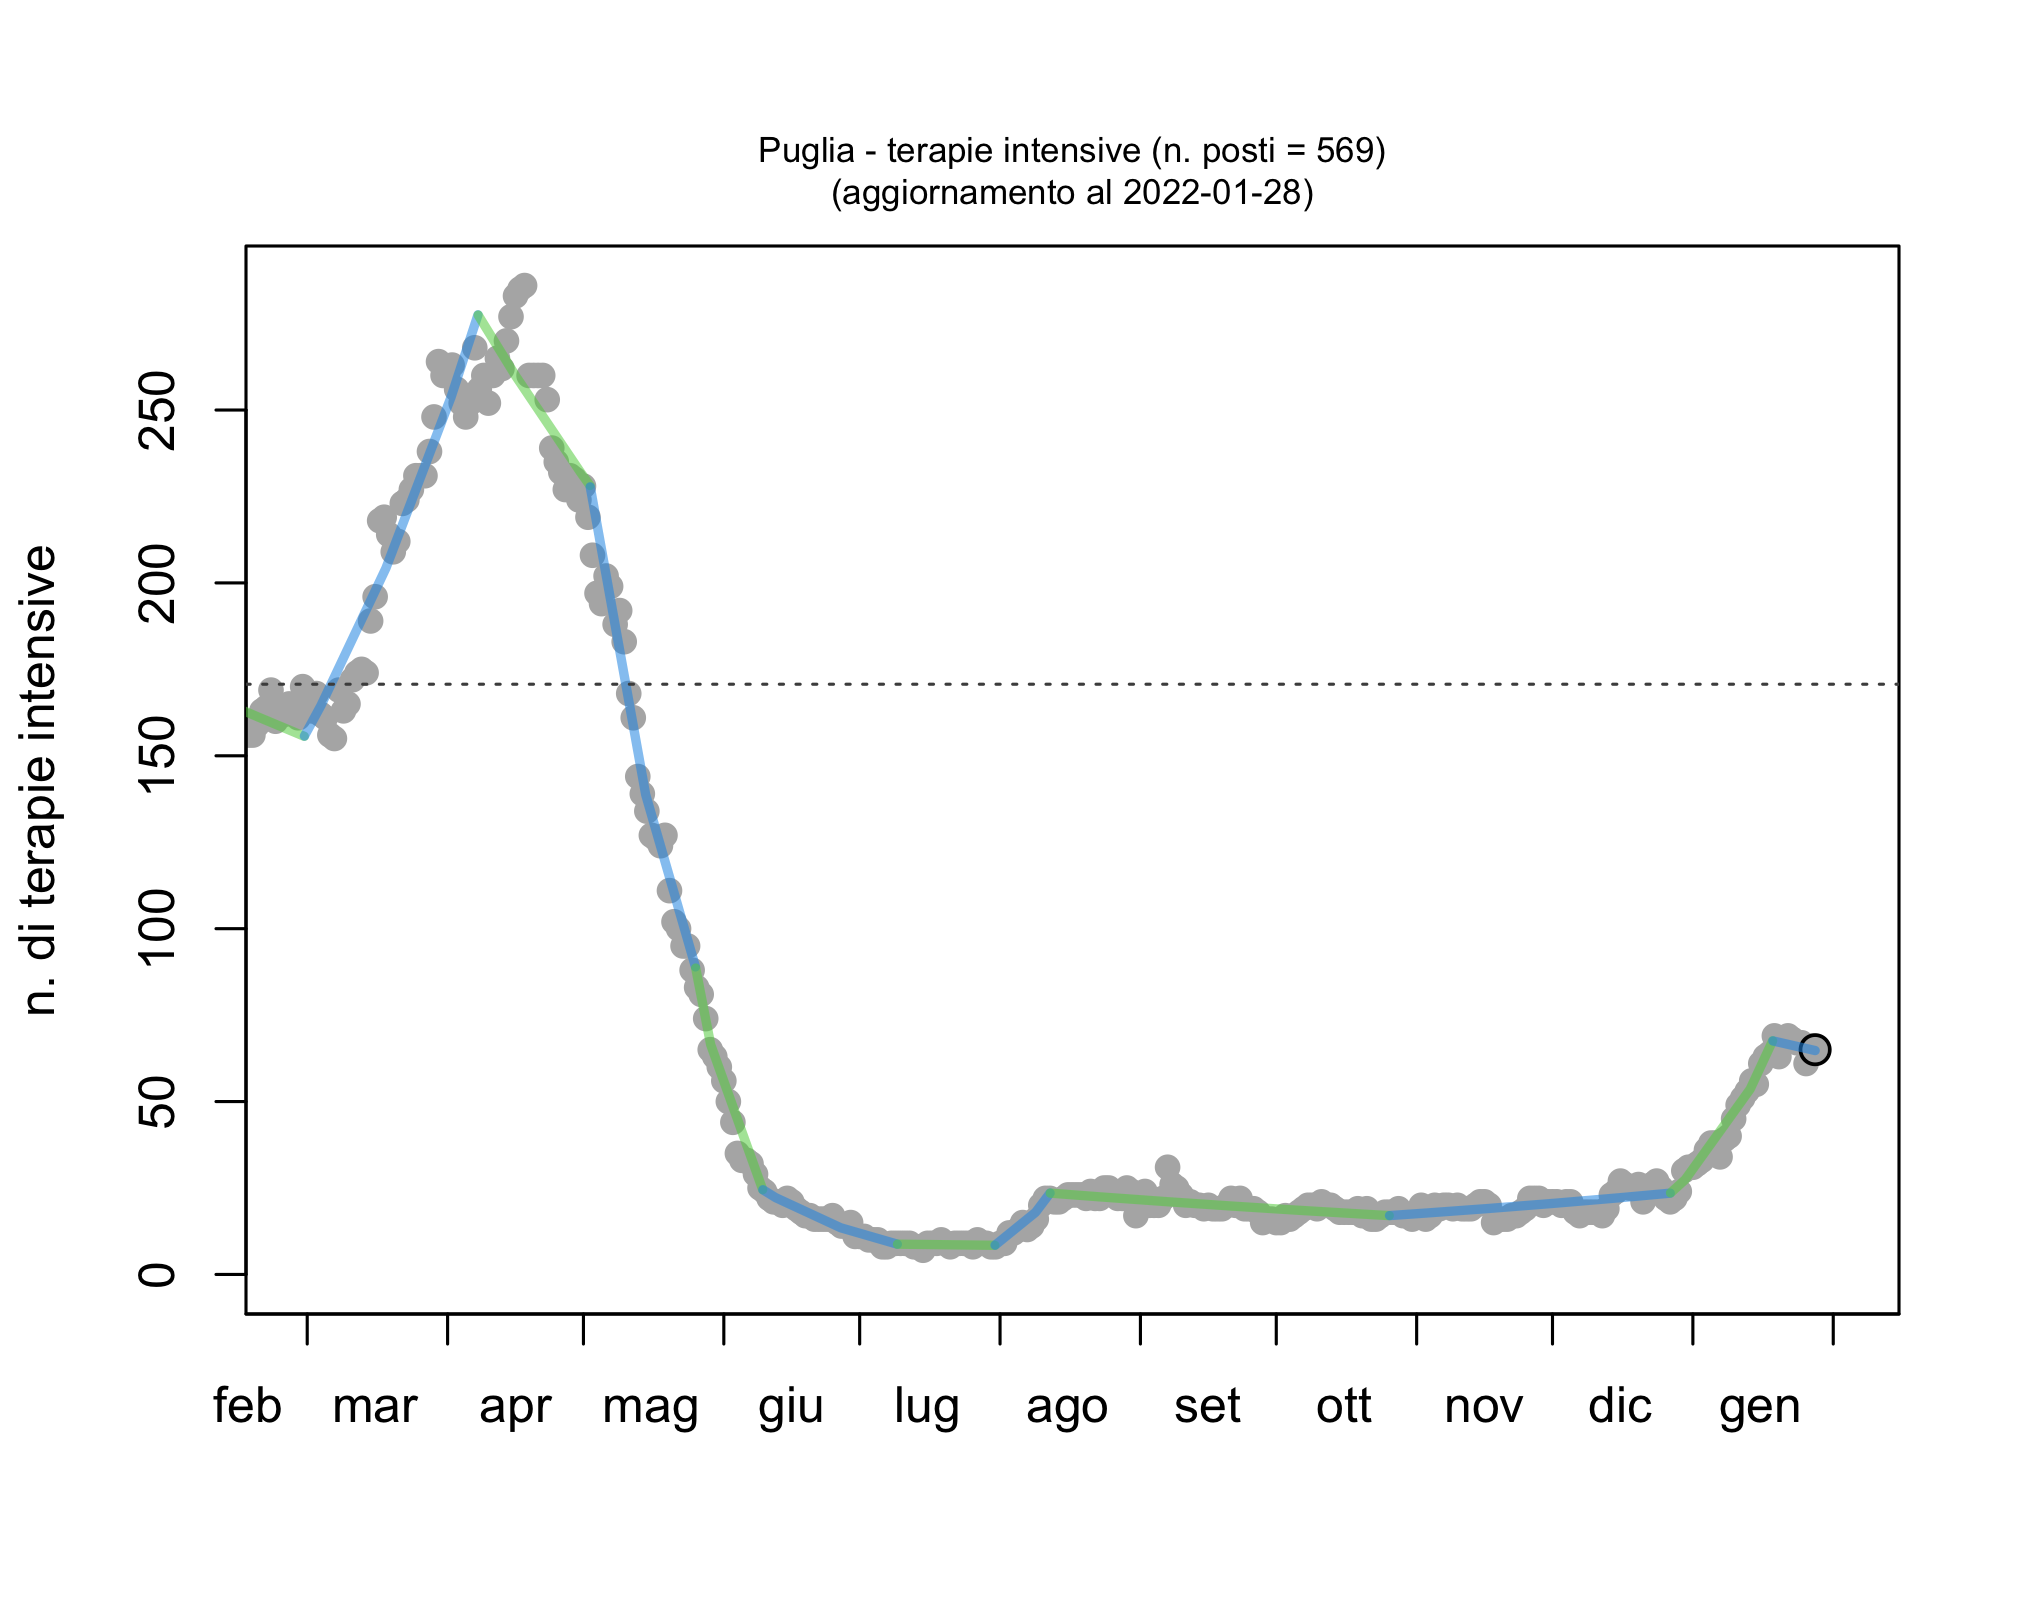 Puglia - terapie intensive (n. posti = 569)
(aggiornamento al 2022-01-28)
n. di terapie intensive
250
200
150
100
50
0
feb mar apr mag giu lug ago set ott nov dic gen